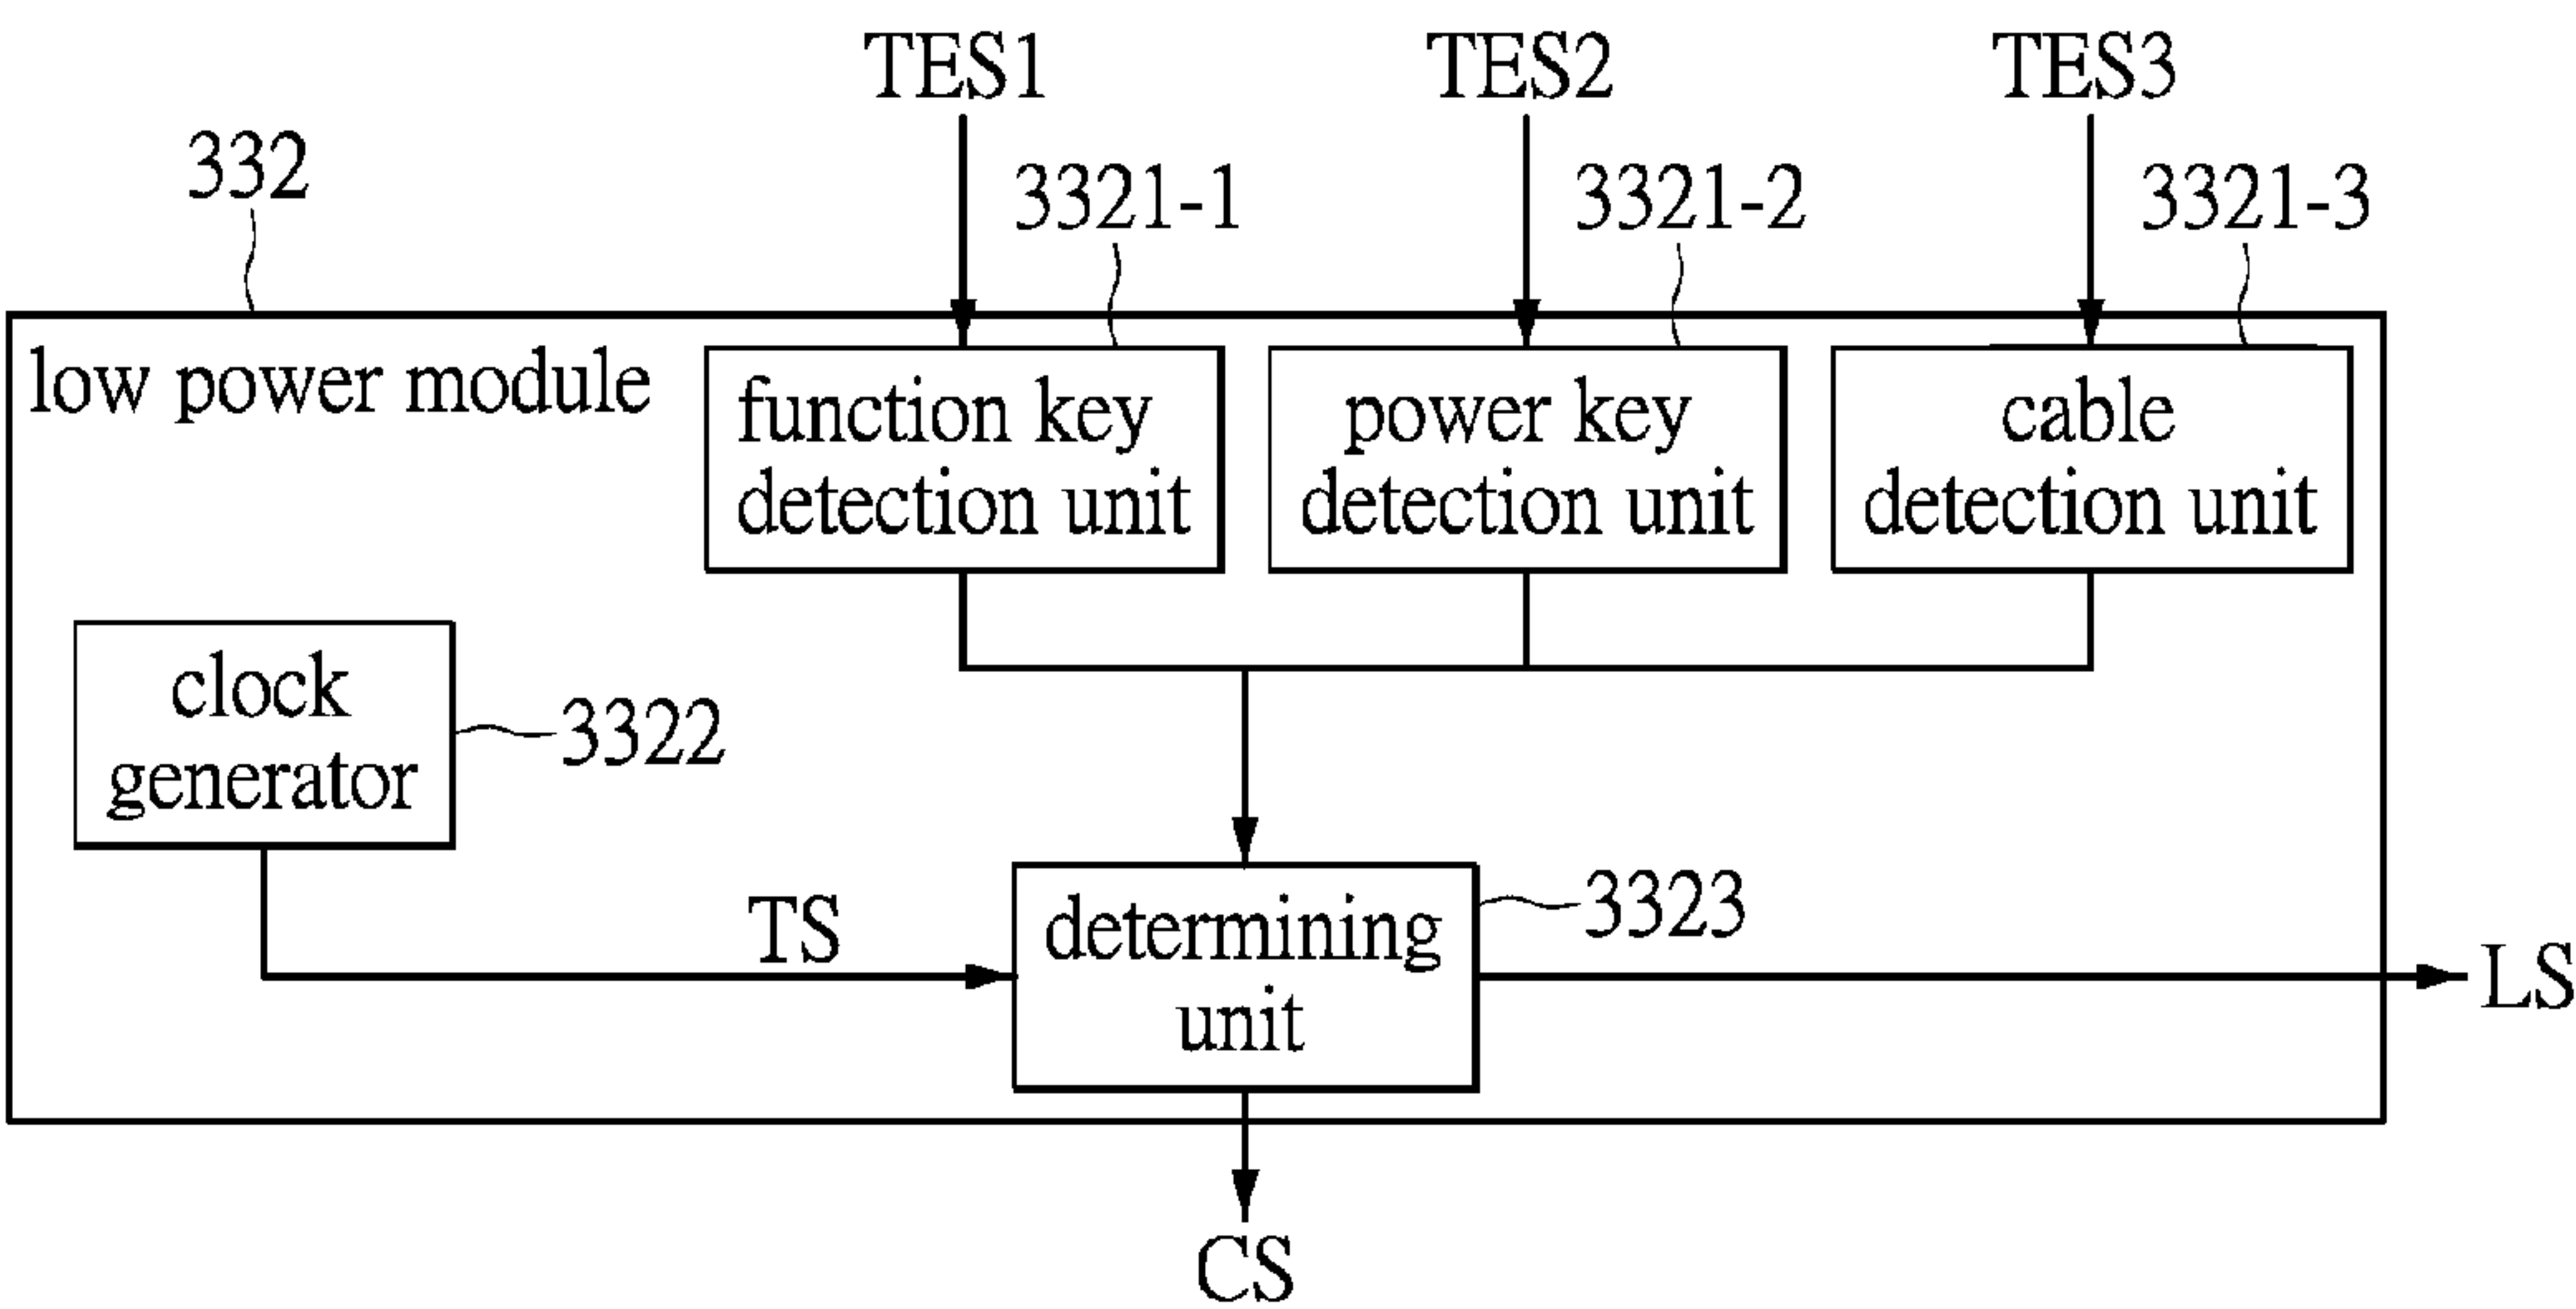 TES1
TES2
TES3
332
3321-1
3321-2
3321-3
low power module
function key
detection unit
power key
detection unit
cable
detection unit
clock
generator
3322
TS
determining
unit
3323
LS
CS